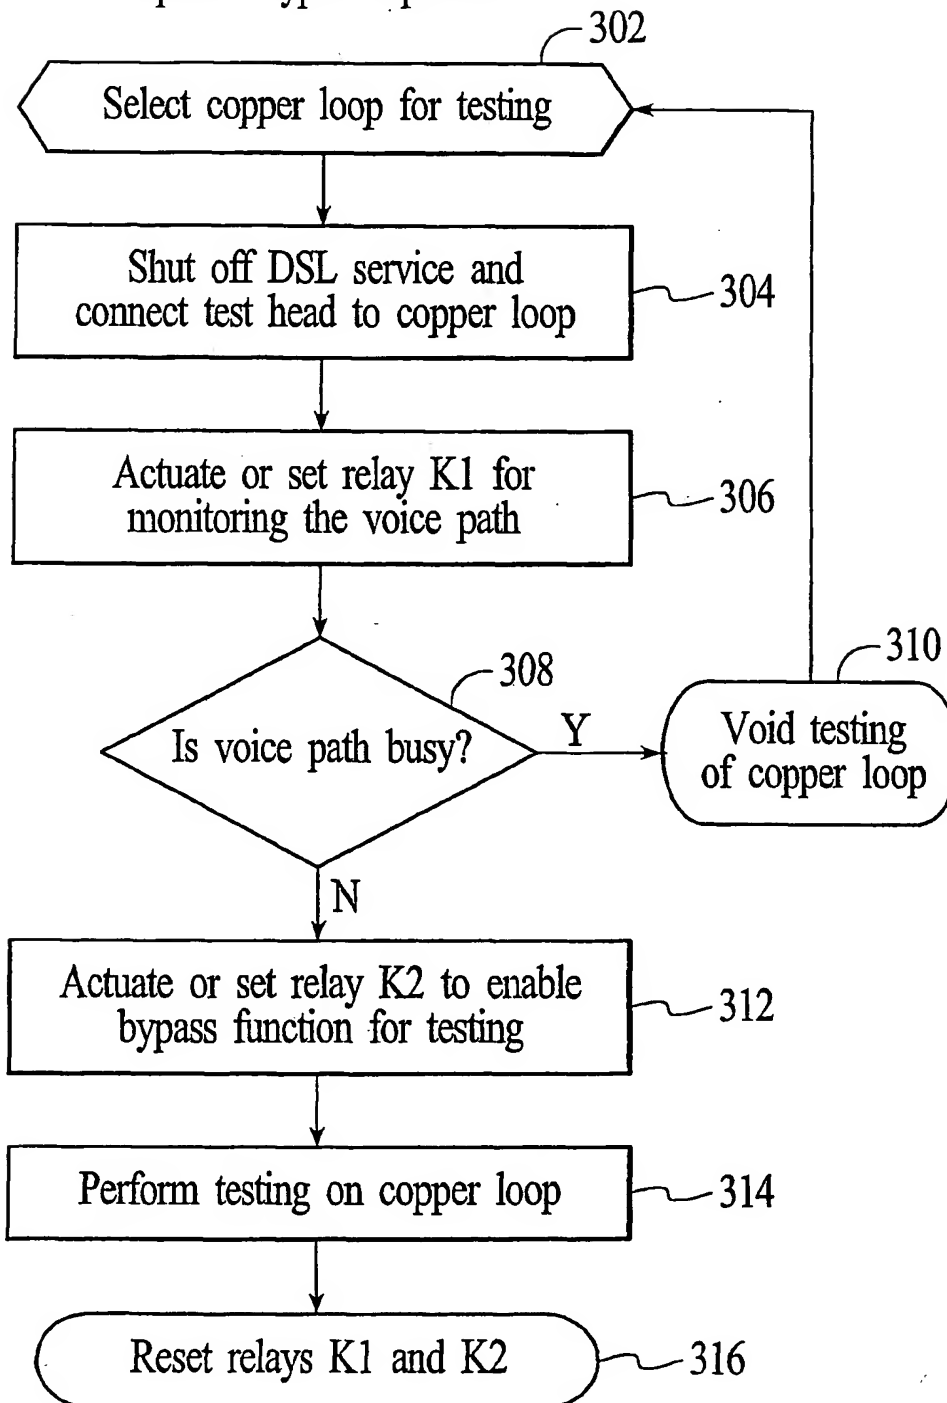 302
Select copper loop for testing
Shut off DSL service and
connect test head to copper loop
304
Actuate or set relay K1 for
monitoring the voice path
306
308
Is voice path busy?
Y
310
Void testing
of copper loop
N
Actuate or set relay K2 to enable
bypass function for testing
312
Perform testing on copper loop
314
Reset relays K1 and K2
316